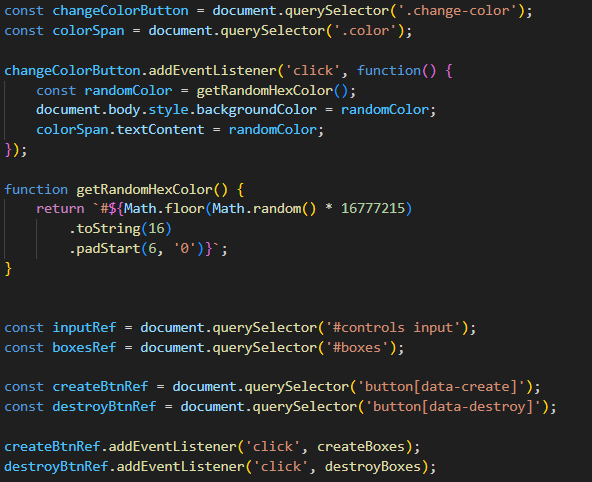 const changeColorButton = document.querySelector('.change-color');
const colorSpan = document.querySelector('.color');
changeColorButton.addEventListener('click', function() {
const randomColor = getRandomHexColor();
document.body.style.backgroundColor = randomColor;
colorSpan.textContent = randomColor;
});
function getRandomHexColor() {
return `#${Math.floor(Math.random() * 16777215)
.toString(16)
.padStart(6, '0')}`;
}
const inputRef = document.querySelector('#controls input');
const boxesRef = document.querySelector('#boxes');
const createBtnRef = document.querySelector('button[data-create]');
const destroyBtnRef = document.querySelector('button[data-destroy]');
createBtnRef.addEventListener('click', createBoxes);
destroyBtnRef.addEventListener('click', destroyBoxes);